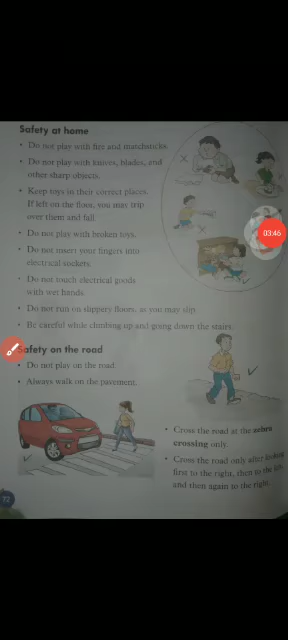 Safety at home
• Do not play with fire and matchsticks.
• Do not play with knives, blades, and
other sharp objects.
• Keep toys in their correct places.
If left on the floor, you may trip
over them and fall.
• Do not play with broken toys.
• Do not insert your fingers into
electrical sockets.
• Do not touch electrical goods
with wet hands.
• Do not run on slippery floors, as you may slip.
• Be careful while climbing up and going down the stairs.
03:46
Safety on the road
• Do not play on the road.
• Always walk on the pavement.
• Cross the road at the zebra
crossing only.
• Cross the road only after looking
first to the right, then to the left,
and then again to the right.
72